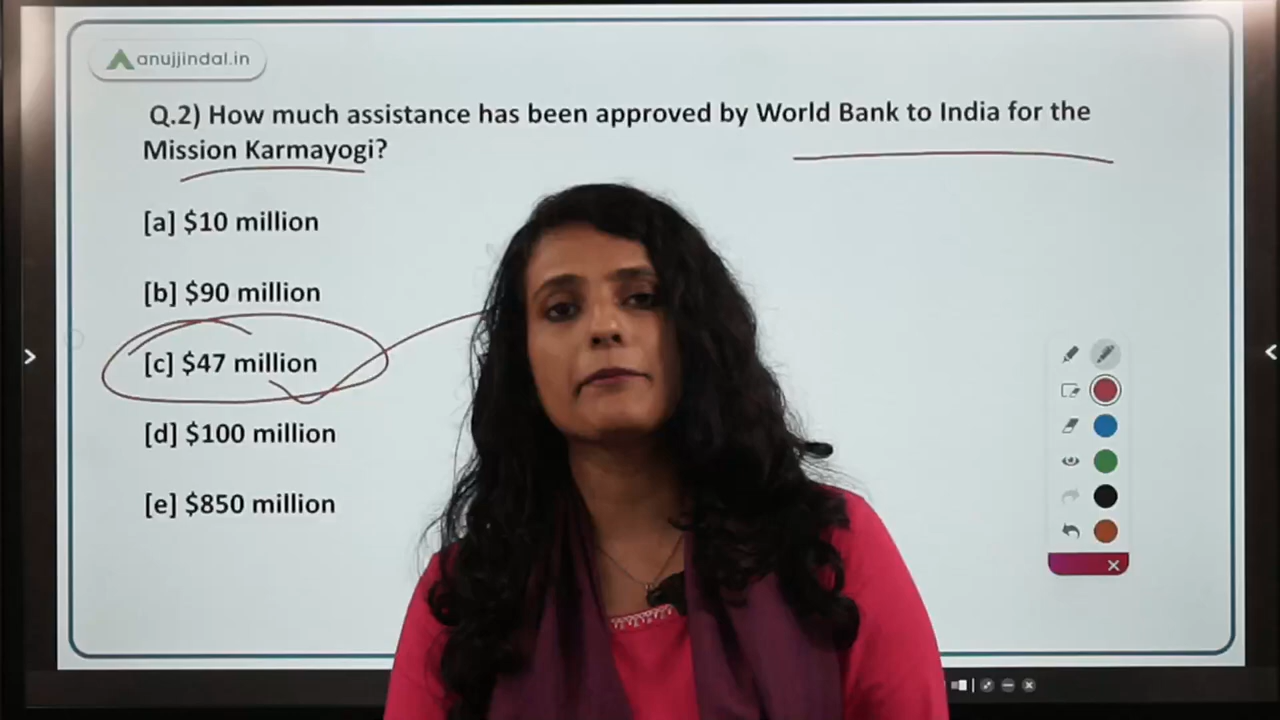 anujjindal.in
Q.2) How much assistance has been approved by World Bank to India for the
Mission Karmayogi?
[a] $10 million
[b] $90 million
[c] $47 million
[d] $100 million
[e] $850 million